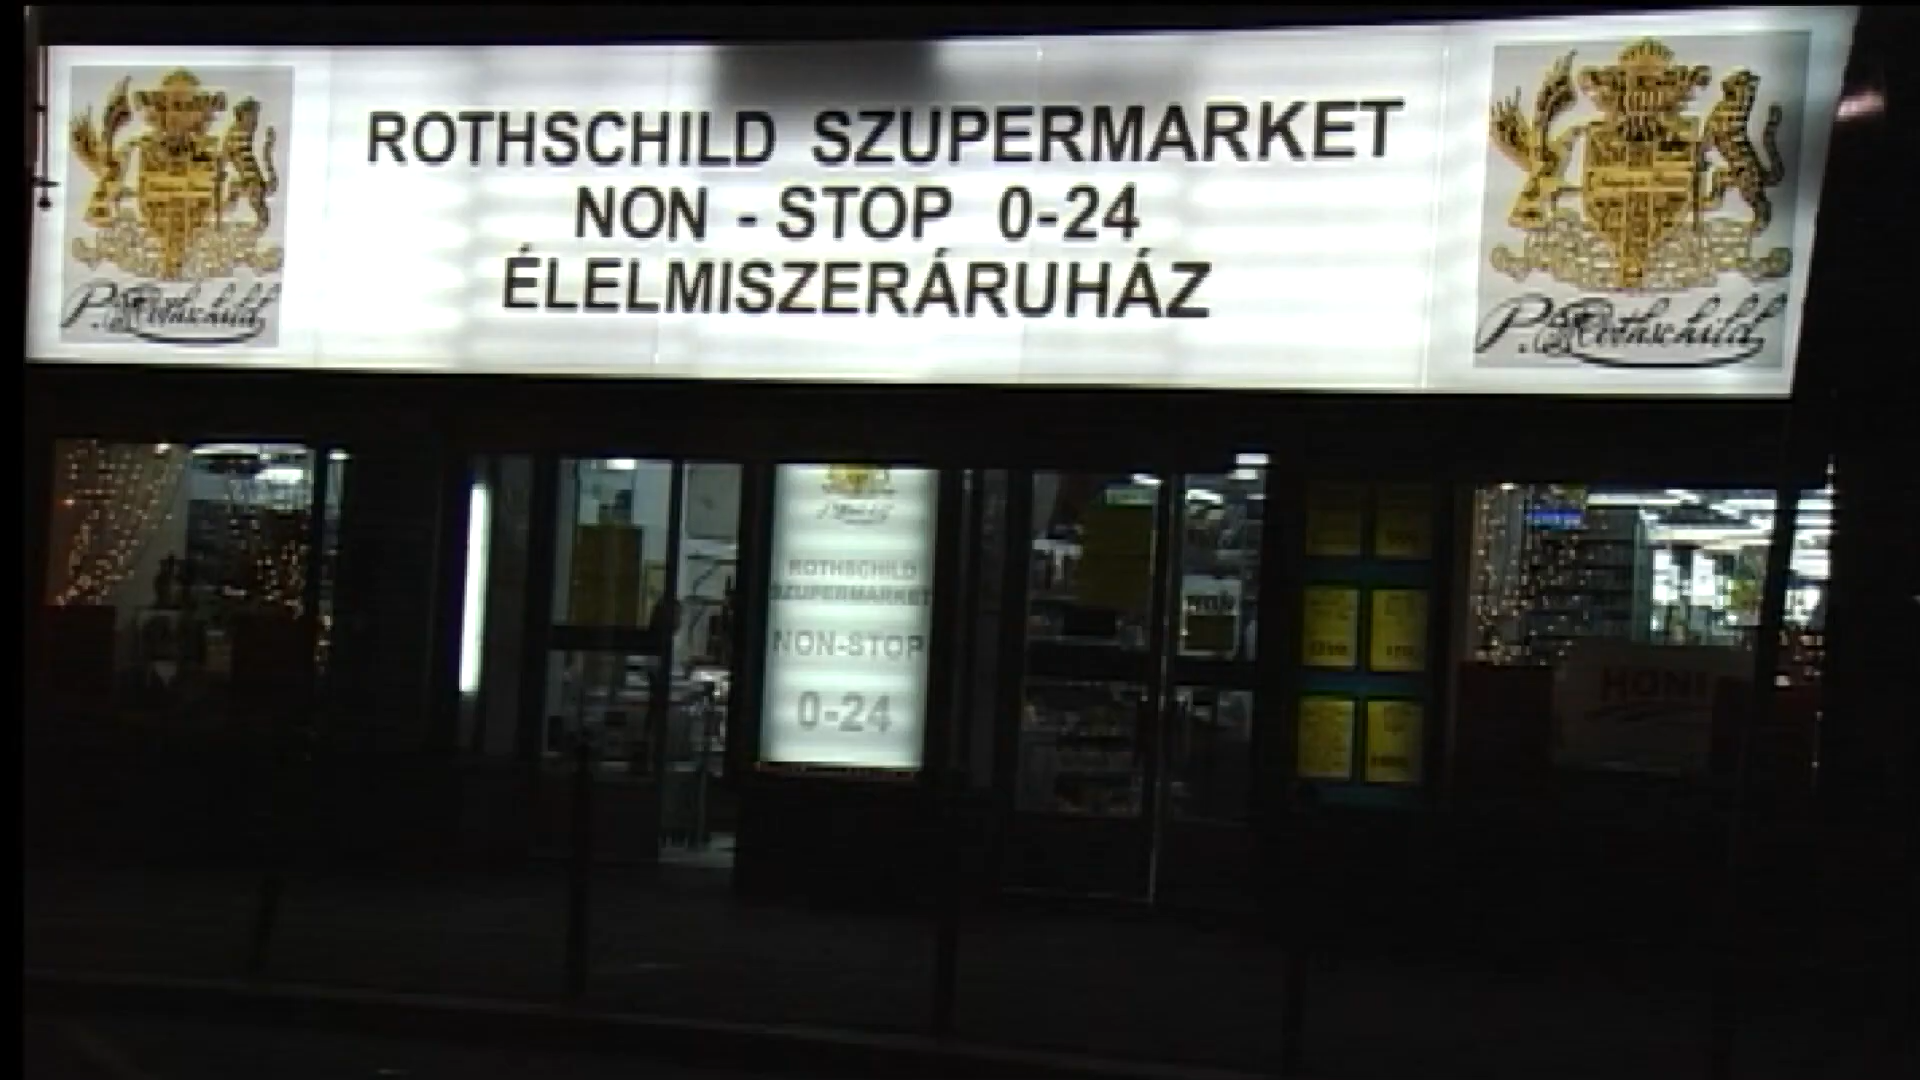 ROTHSCHILD SZUPERMARKET
NON - STOP 0-24
ÉLELMISZERÁRUHÁZ
P. Rothschild
P. Rothschild
ROTHSCHILD
SZUPERMARKET
NON-STOP
0-24